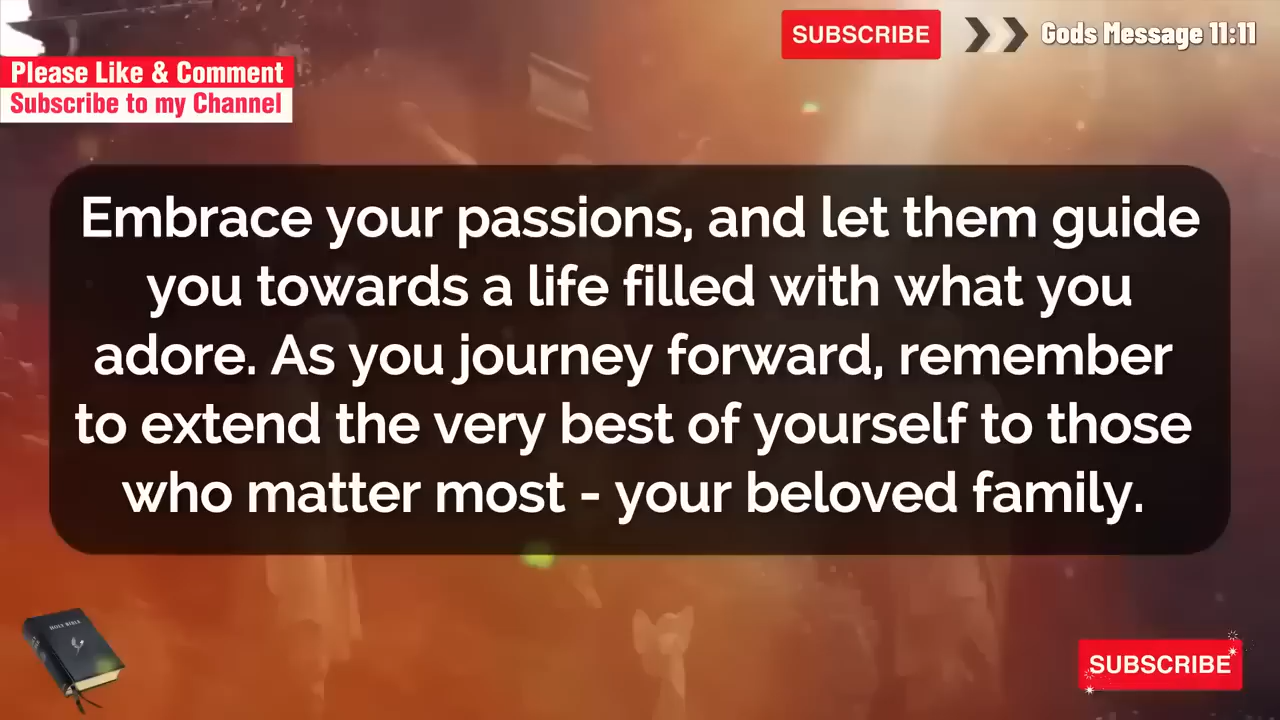 SUBSCRIBE
Gods Message 11:11
Please Like & Comment
Subscribe to my Channel
Embrace your passions, and let them guide
you towards a life filled with what you
adore. As you journey forward, remember
to extend the very best of yourself to those
who matter most - your beloved family.
HOLY BIBLE
SUBSCRIBE